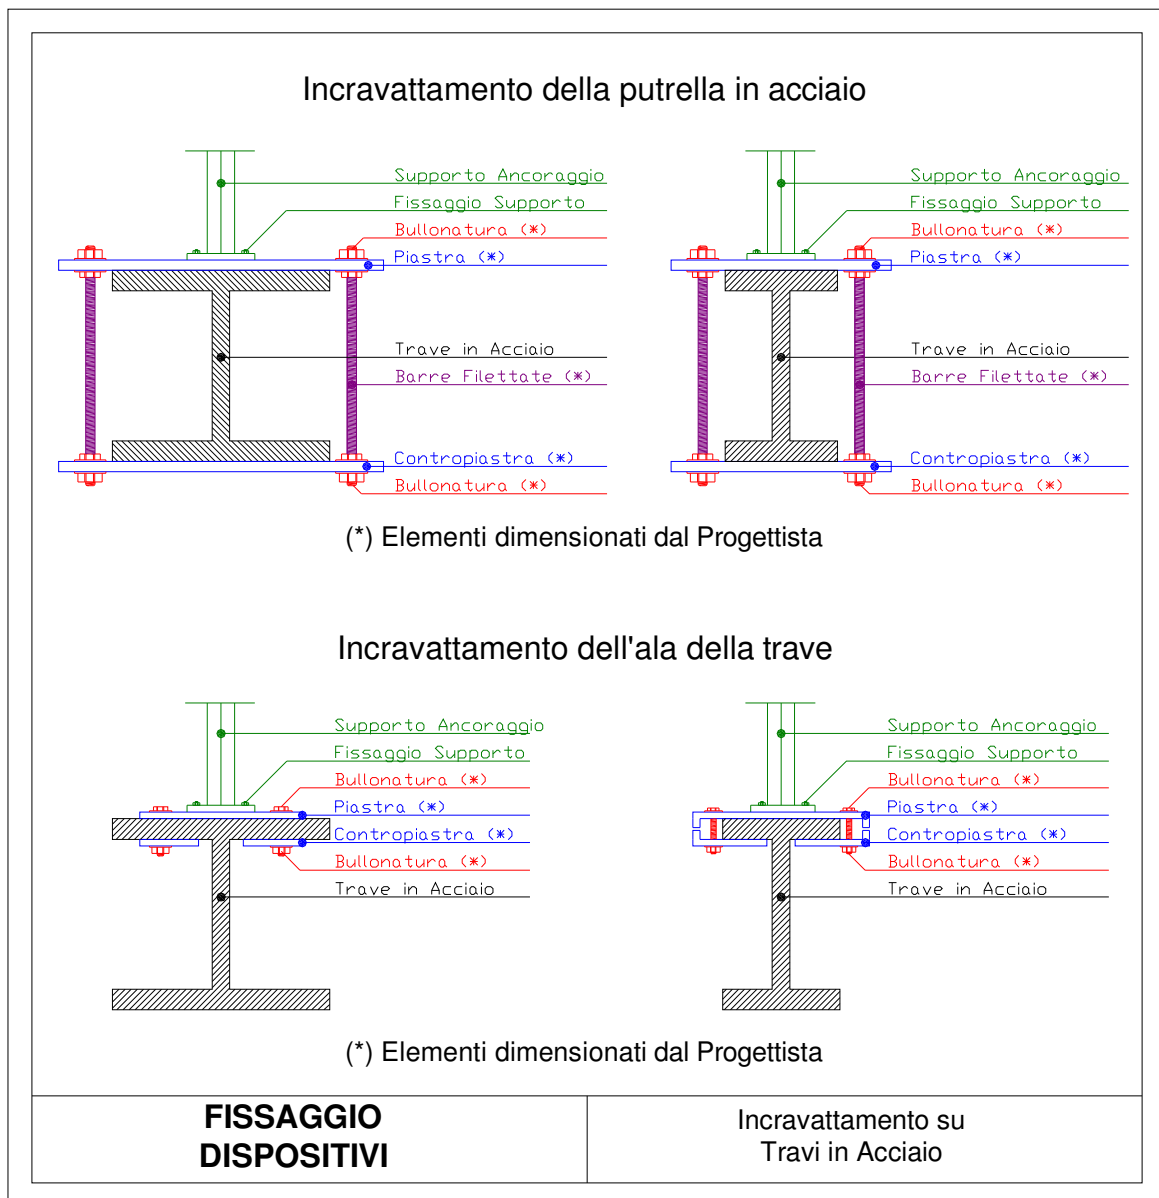 Incravattamento della putrella in acciaio
Supporto Ancoraggio
Fissaggio Supporto
Bullonatura (*)
Piastra (*)
Trave in Acciaio
Barre Filettate (*)
Contropiastra (*)
Bullonatura (*)
Supporto Ancoraggio
Fissaggio Supporto
Bullonatura (*)
Piastra (*)
Trave in Acciaio
Barre Filettate (*)
Contropiastra (*)
Bullonatura (*)
(*) Elementi dimensionati dal Progettista
Incravattamento dell'ala della trave
Supporto Ancoraggio
Fissaggio Supporto
Bullonatura (*)
Piastra (*)
Contropiastra (*)
Bullonatura (*)
Trave in Acciaio
Supporto Ancoraggio
Fissaggio Supporto
Bullonatura (*)
Piastra (*)
Contropiastra (*)
Bullonatura (*)
Trave in Acciaio
(*) Elementi dimensionati dal Progettista
FISSAGGIO
DISPOSITIVI
Incravattamento su
Travi in Acciaio